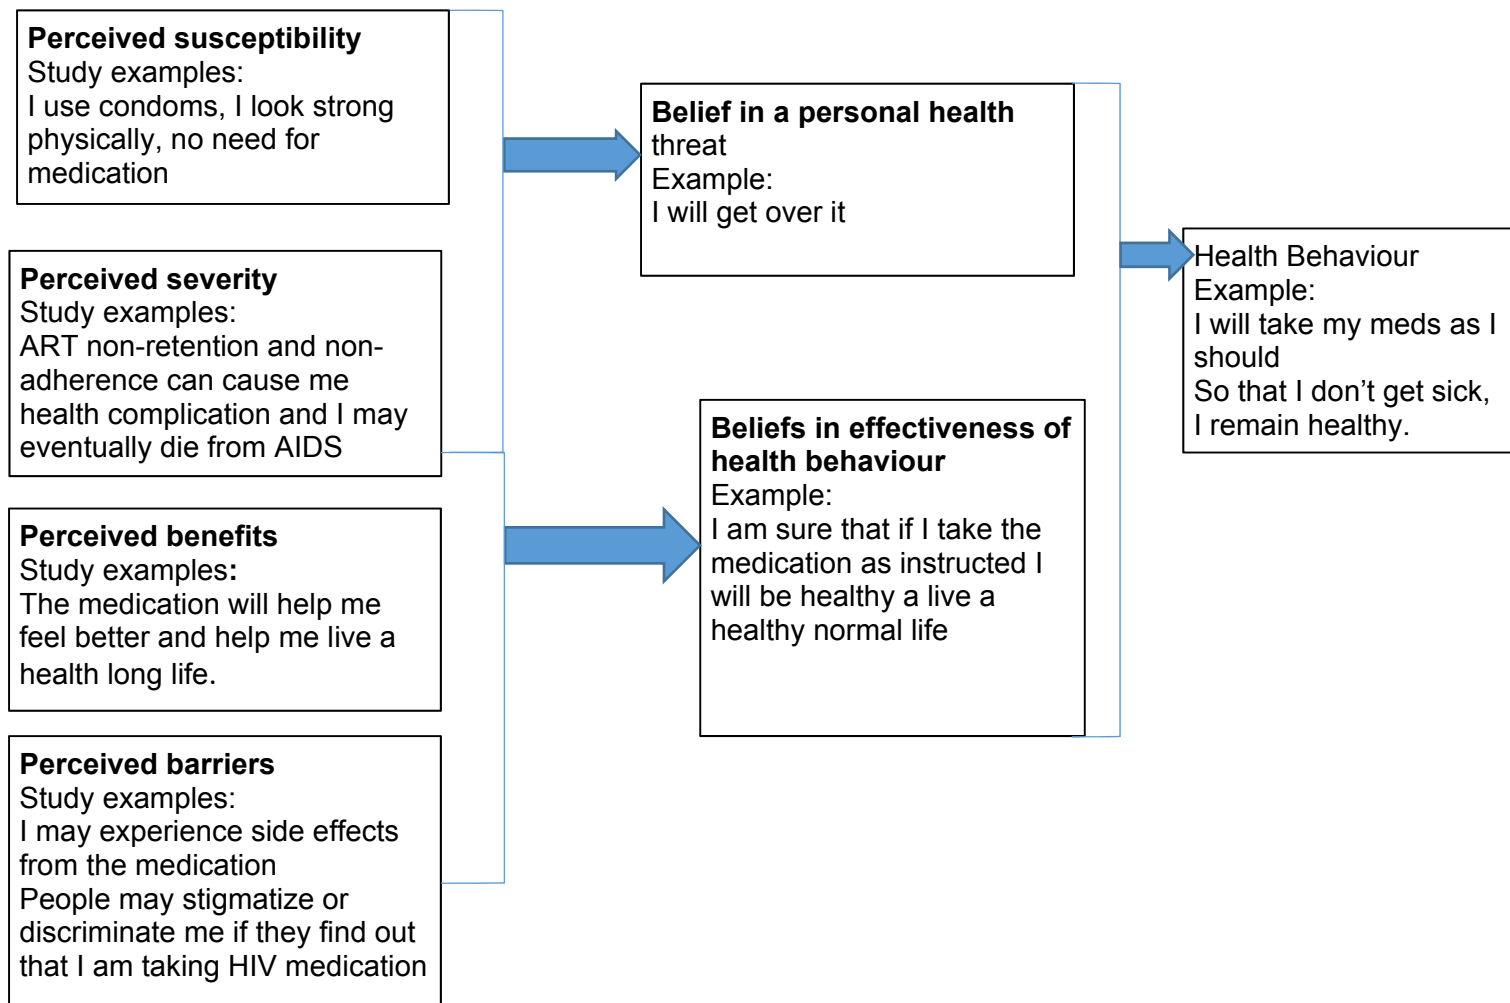 Perceived susceptibility
Study examples:
I use condoms, I look strong
physically, no need for
medication
Perceived severity
Study examples:
ART non-retention and non-
adherence can cause me
health complication and I may
eventually die from AIDS
Perceived benefits
Study examples:
The medication will help me
feel better and help me live a
health long life.
Perceived barriers
Study examples:
I may experience side effects
from the medication
People may stigmatize or
discriminate me if they find out
that I am taking HIV medication
Belief in a personal health
threat
Example:
I will get over it
Beliefs in effectiveness of
health behaviour
Example:
I am sure that if I take the
medication as instructed I
will be healthy a live a
healthy normal life
Health Behaviour
Example:
I will take my meds as I
should
So that I don’t get sick,
I remain healthy.